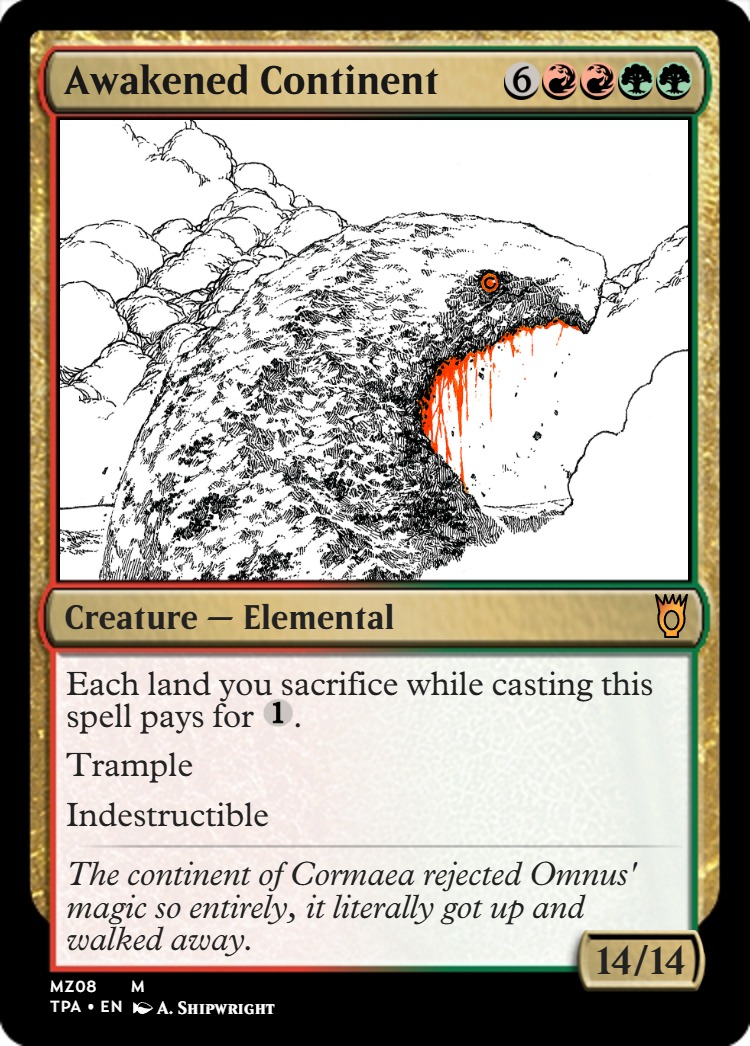 Awakened Continent 6
Creature — Elemental
Each land you sacrifice while casting this
spell pays for 1.
Trample
Indestructible
The continent of Cormaea rejected Omnus'
magic so entirely, it literally got up and
walked away.
14/14
MZ08 M
TPA • EN A. Shipwright